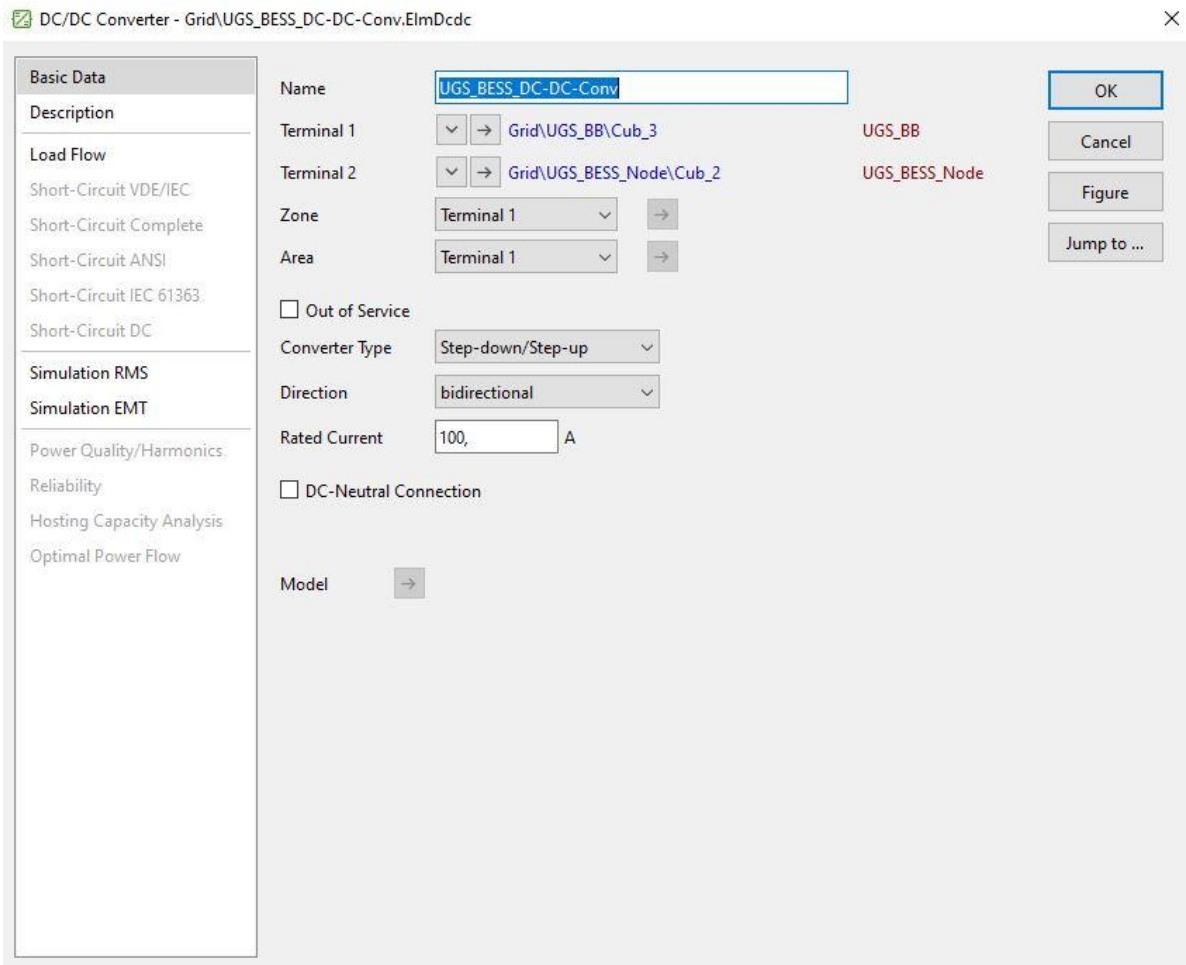 DC/DC Converter - Grid\UGS_BESS_DC-DC-Conv.ElmDcdc
Basic Data
Description
Load Flow
Short-Circuit VDE/IEC
Short-Circuit Complete
Short-Circuit ANSI
Short-Circuit IEC 61363
Short-Circuit DC
Simulation RMS
Simulation EMT
Power Quality/Harmonics
Reliability
Hosting Capacity Analysis
Optimal Power Flow
Name UGS_BESS_DC-DC-Conv
Terminal 1 Grid\UGS_BB\Cub_3 UGS_BB
Terminal 2 Grid\UGS_BESS_Node\Cub_2 UGS_BESS_Node
Zone Terminal 1
Area Terminal 1
Out of Service
Converter Type Step-down/Step-up
Direction bidirectional
Rated Current 100, A
DC-Neutral Connection
Model
OK
Cancel
Figure
Jump to ...